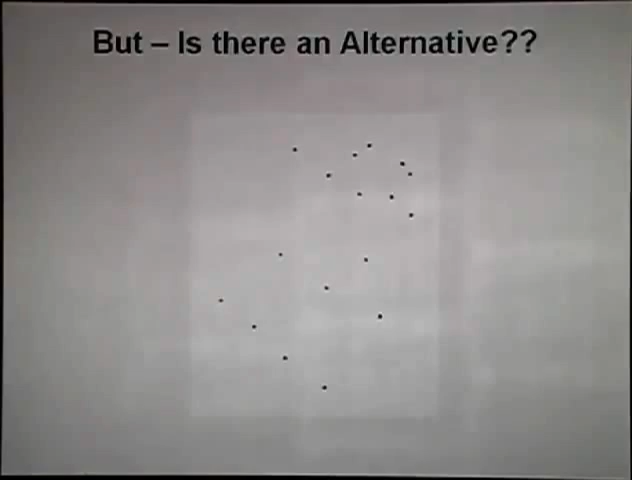 But – Is there an Alternative??